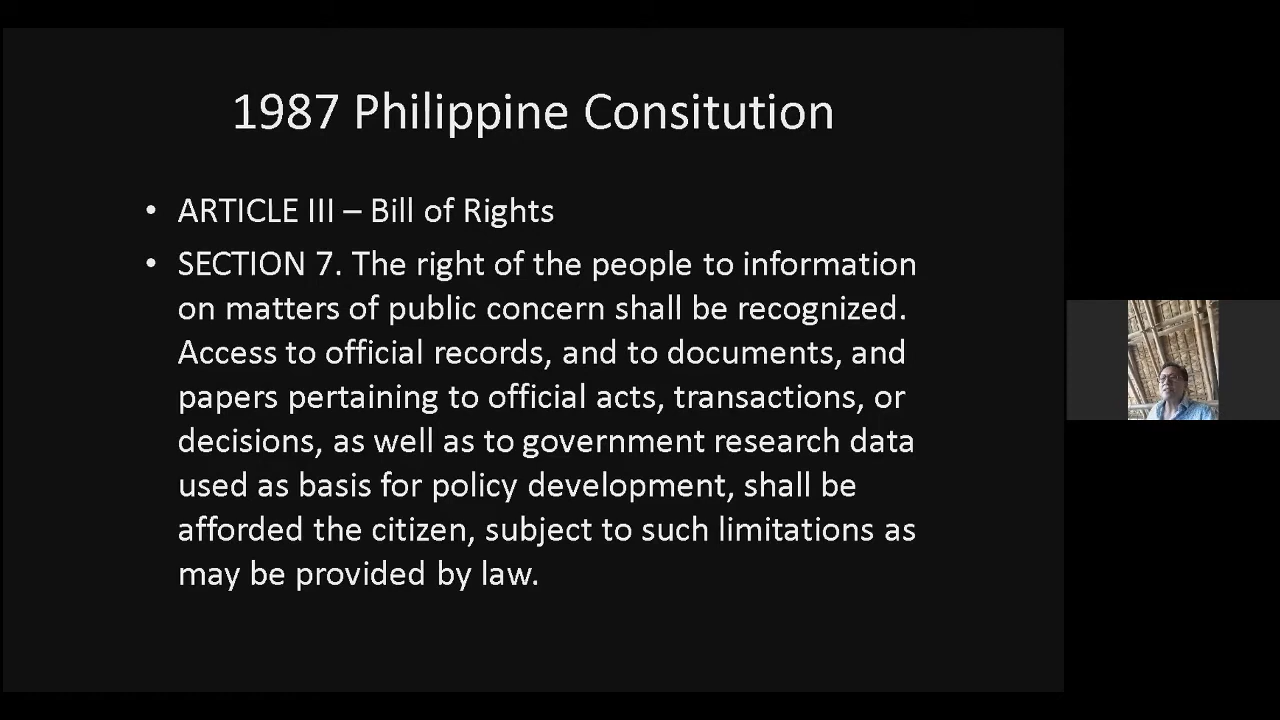 1987 Philippine Consitution
• ARTICLE III – Bill of Rights
• SECTION 7. The right of the people to information
on matters of public concern shall be recognized.
Access to official records, and to documents, and
papers pertaining to official acts, transactions, or
decisions, as well as to government research data
used as basis for policy development, shall be
afforded the citizen, subject to such limitations as
may be provided by law.